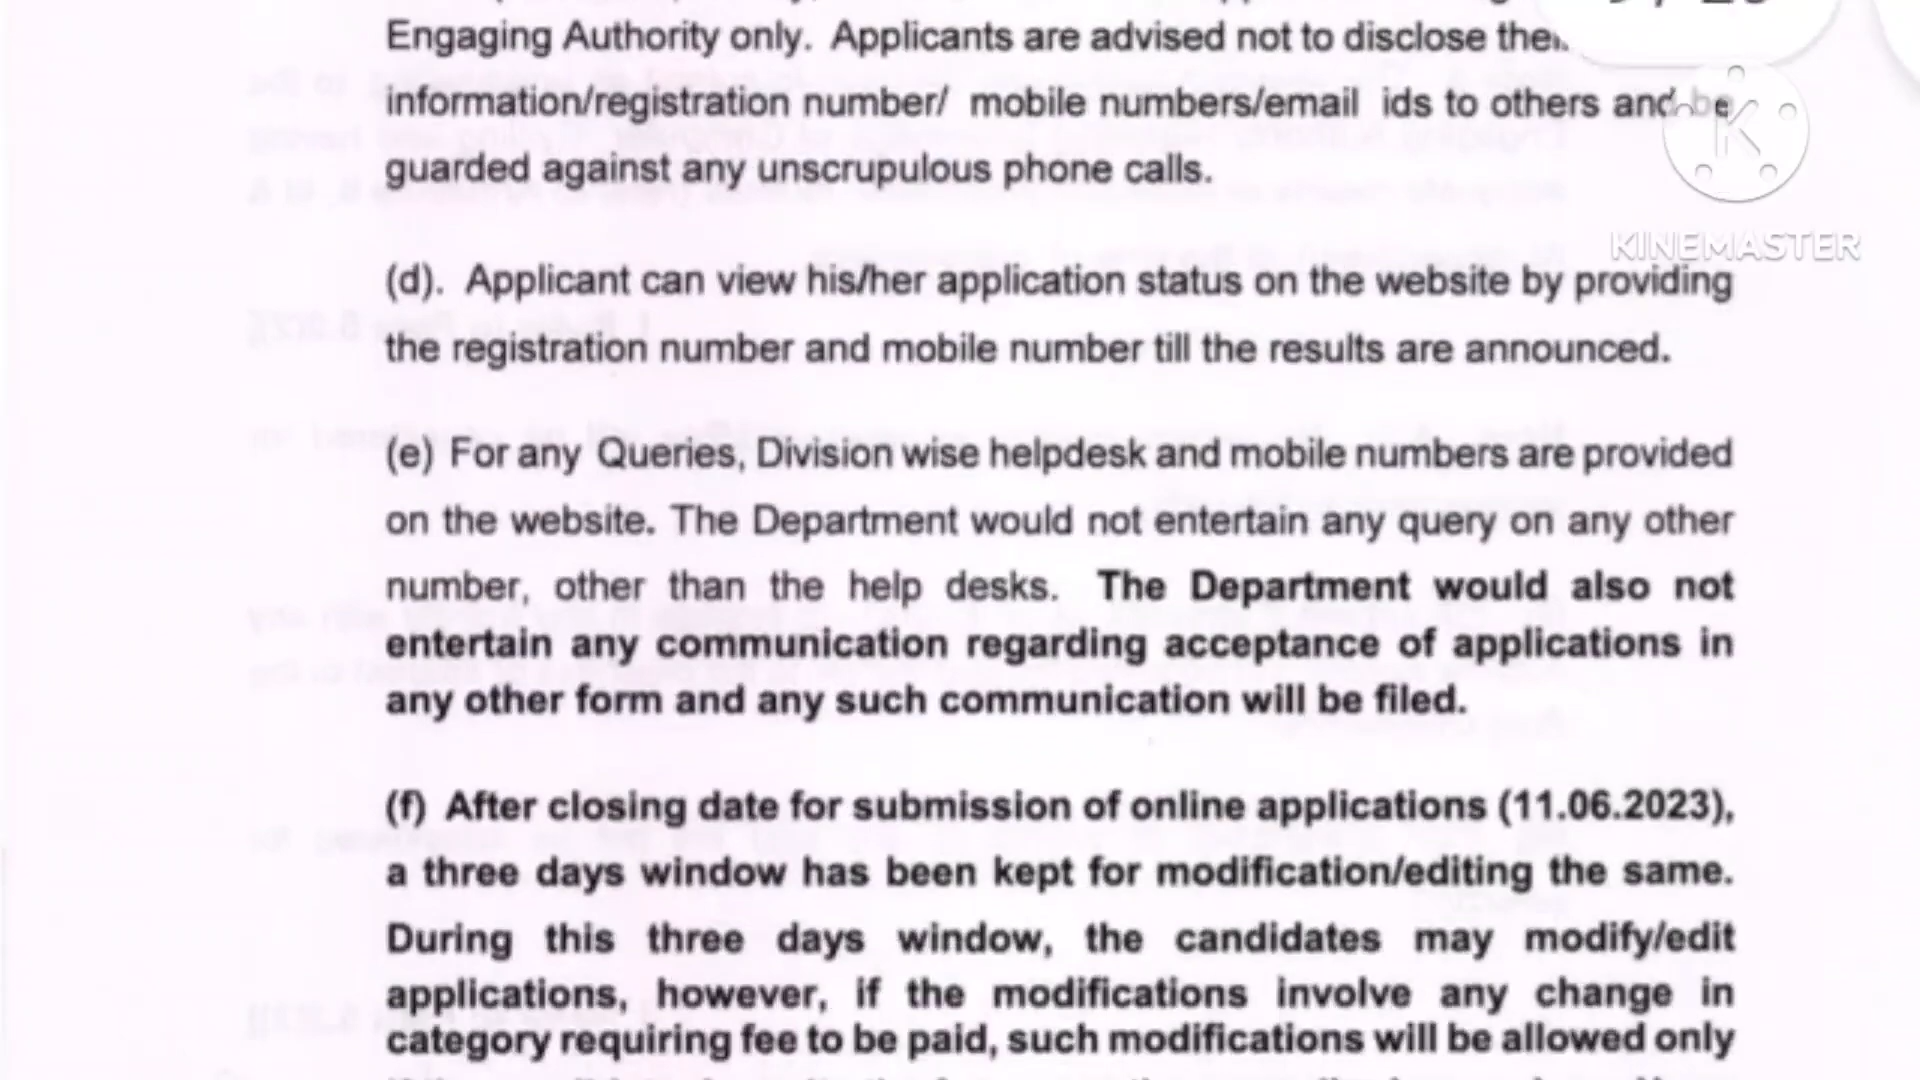 Engaging Authority only. Applicants are advised not to disclose
information/registration number/ mobile numbers/email ids to others and be
guarded against any unscrupulous phone calls.
K
KINEMASTER
(d). Applicant can view his/her application status on the website by providing
the registration number and mobile number till the results are announced.
(e) For any Queries, Division wise helpdesk and mobile numbers are provided
on the website. The Department would not entertain any query on any other
number, other than the help desks. The Department would also not
entertain any communication regarding acceptance of applications in
any other form and any such communication will be filed.
(f) After closing date for submission of online applications (11.06.2023),
a three days window has been kept for modification/editing the same.
During this three days window, the candidates may modify/edit
applications, however, if the modifications involve any change in
category requiring fee to be paid, such modifications will be allowed only